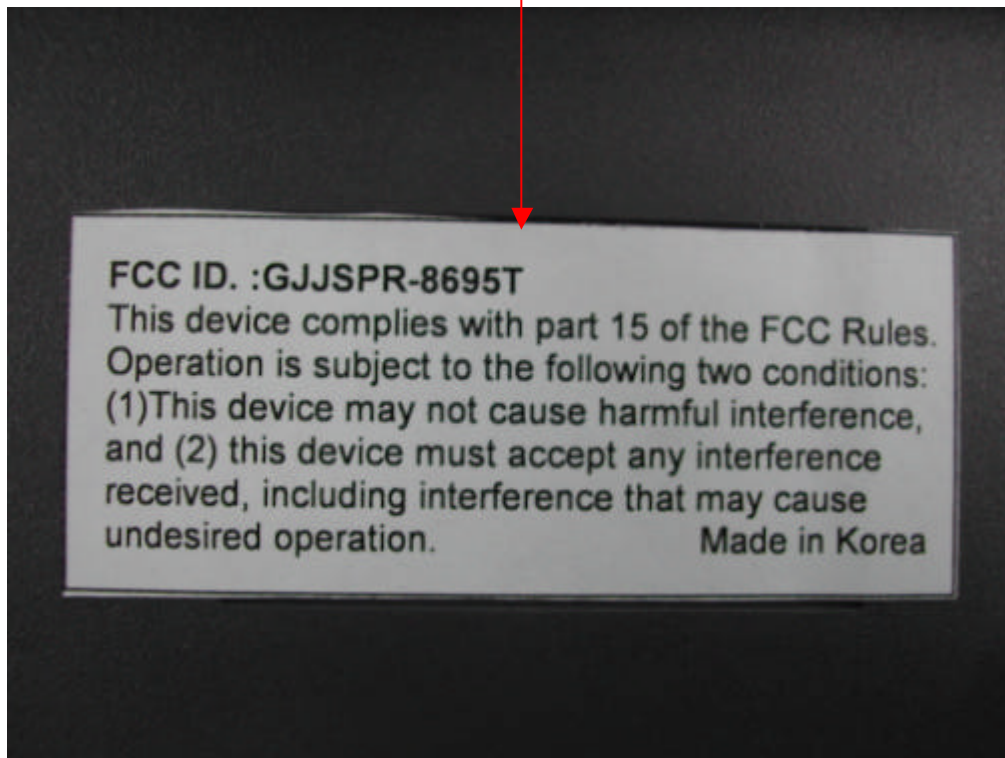 FCC ID. :GJJSPR-8695T
This device complies with part 15 of the FCC Rules.
Operation is subject to the following two conditions:
(1)This device may not cause harmful interference,
and (2) this device must accept any interference
received, including interference that may cause
undesired operation. Made in Korea